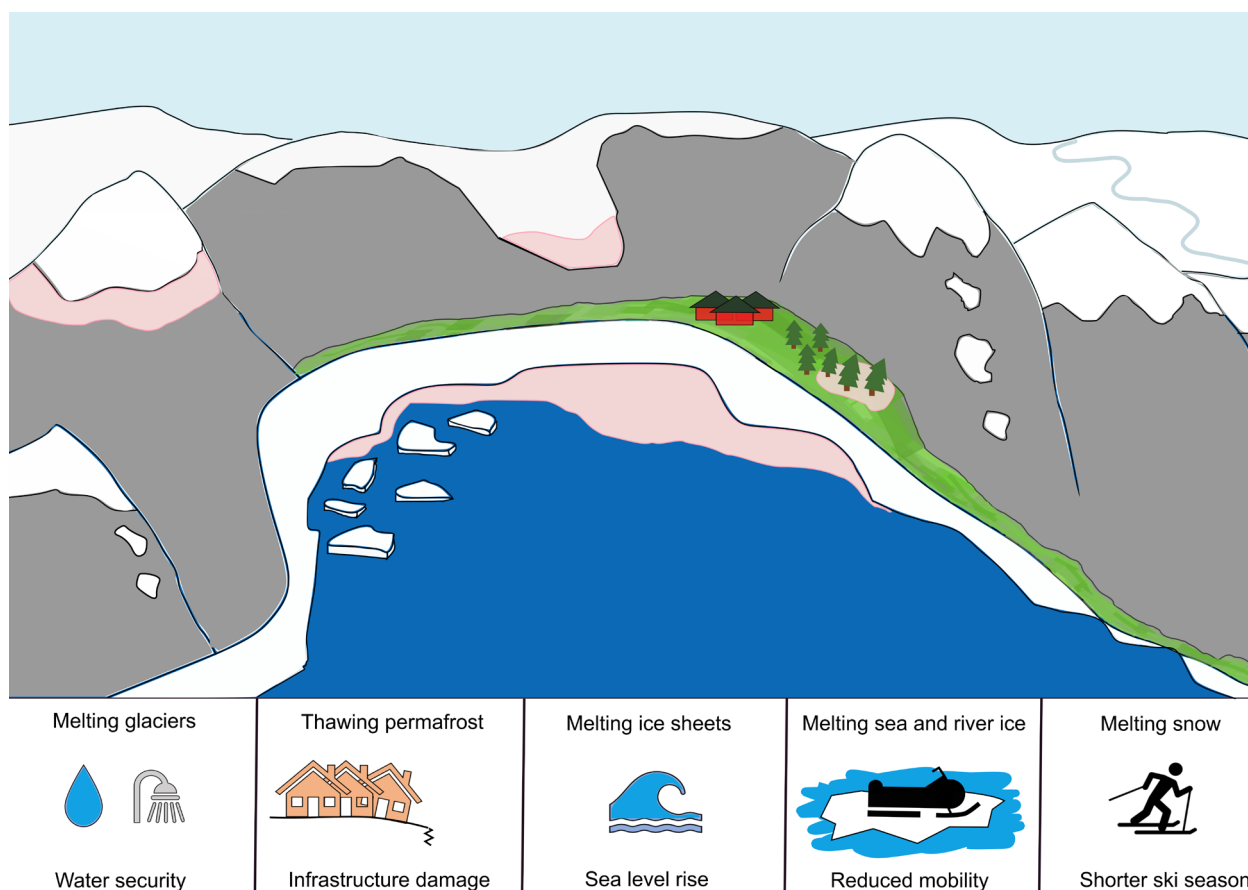 Melting glaciers
Thawing permafrost
Melting ice sheets
Melting sea and river ice
Melting snow
Water security
Infrastructure damage
Sea level rise
Reduced mobility
Shorter ski season